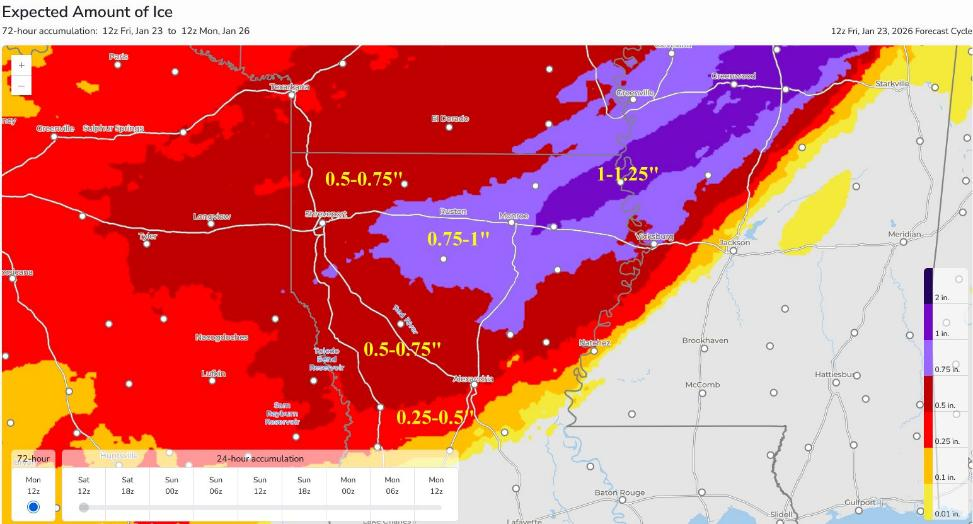 Expected Amount of Ice
72-hour accumulation: 12z Fri, Jan 23 to 12z Mon, Jan 26
12z Fri, Jan 23, 2026 Forecast Cycle
+
−
Paris
Texarkana
Greenville
Greenwood
Starkville
Greenville
Sulphur Springs
El Dorado
0.5-0.75"
1-1.25"
Longview
Shreveport
Ruston
Monroe
Tyler
0.75-1"
Vicksburg
Jackson
Meridian
Red River
Nacogdoches
Toledo
Bend
Reservoir
0.5-0.75"
Natchez
Brookhaven
Lufkin
Alexandria
McComb
Hattiesburg
Sam
Rayburn
Reservoir
0.25-0.5"
Huntsville
Baton Rouge
Gulfport
Slidell
Lafayette
Lake Charles
2 in.
1 in.
0.75 in.
0.5 in.
0.25 in.
0.1 in.
0.01 in.
72-hour
24-hour accumulation
Mon
12z
Sat
12z
Sat
18z
Sun
00z
Sun
06z
Sun
12z
Sun
18z
Mon
00z
Mon
06z
Mon
12z